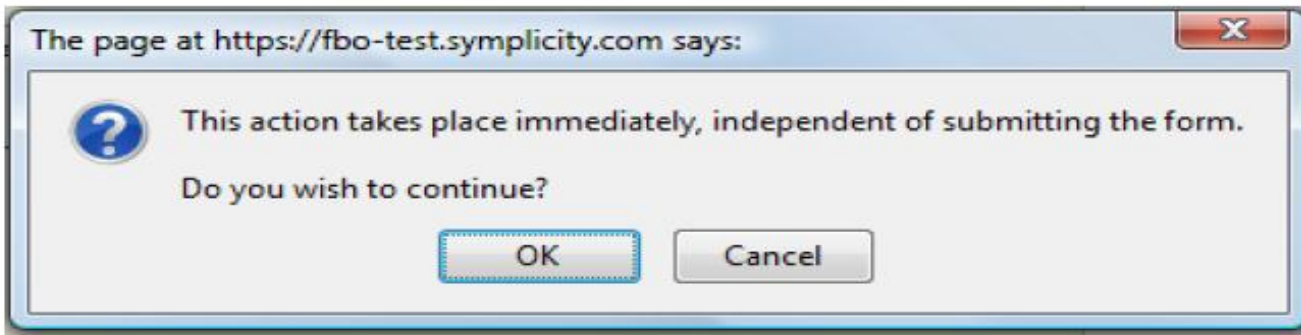 The page at https://fbo-test.symplicity.com says:
This action takes place immediately, independent of submitting the form.
Do you wish to continue?
OK Cancel